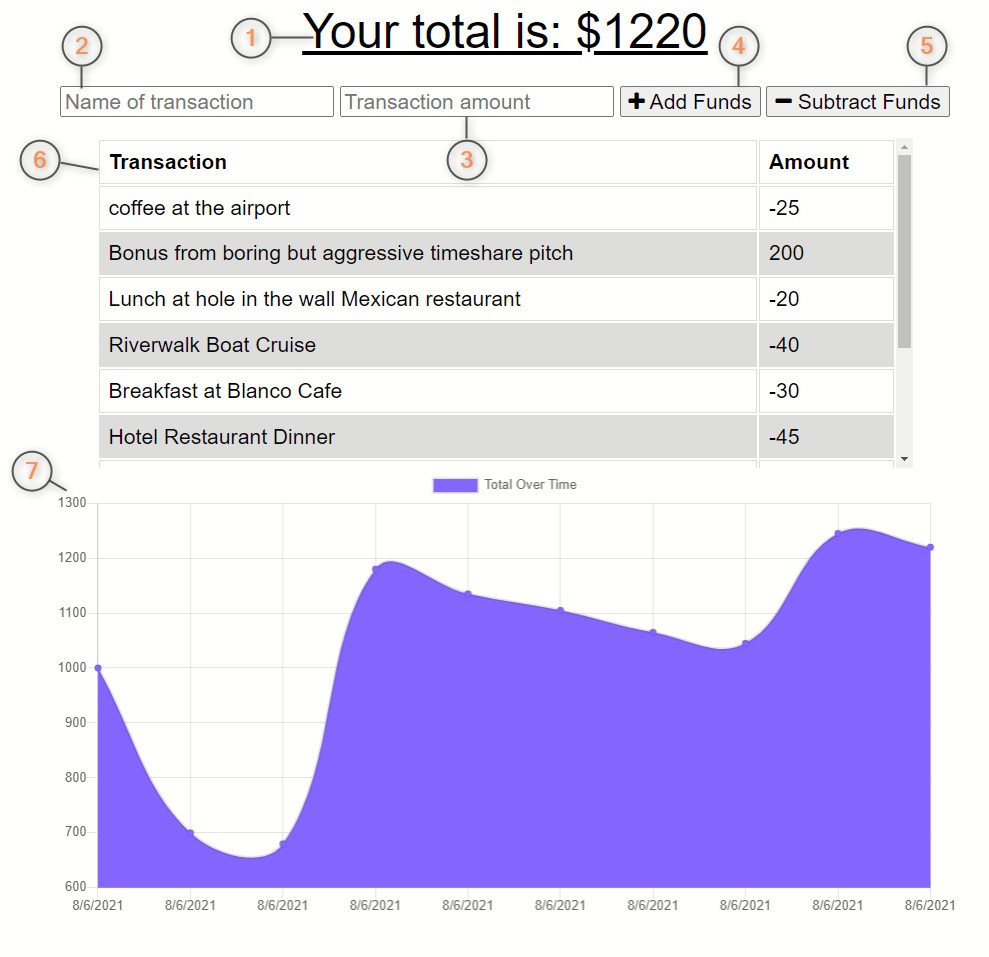 1 Your total is: $1220
2 4 5
Name of transaction Transaction amount Add Funds Subtract Funds
6 Transaction 3 Amount
coffee at the airport -25
Bonus from boring but aggressive timeshare pitch 200
Lunch at hole in the wall Mexican restaurant -20
Riverwalk Boat Cruise -40
Breakfast at Blanco Cafe -30
Hotel Restaurant Dinner -45
7
Total Over Time
1300
1200
1100
1000
900
800
700
600
8/6/2021 8/6/2021 8/6/2021 8/6/2021 8/6/2021 8/6/2021 8/6/2021 8/6/2021 8/6/2021 8/6/2021